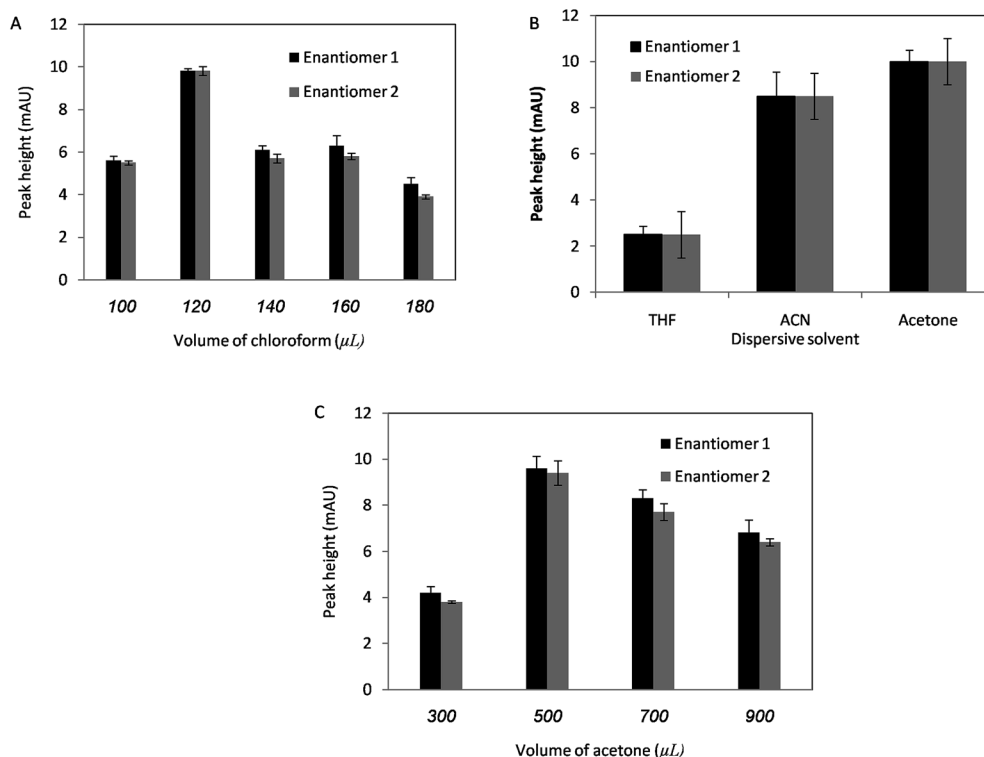 A
Peak height (mAU)
12
10
8
6
4
2
0
Enantiomer 1
Enantiomer 2
100 120 140 160 180
Volume of chloroform (µL)
B
Peak height (mAU)
12
10
8
6
4
2
0
Enantiomer 1
Enantiomer 2
THF ACN Acetone
Dispersive solvent
C
Peak height (mAU)
12
10
8
6
4
2
0
Enantiomer 1
Enantiomer 2
300 500 700 900
Volume of acetone (µL)